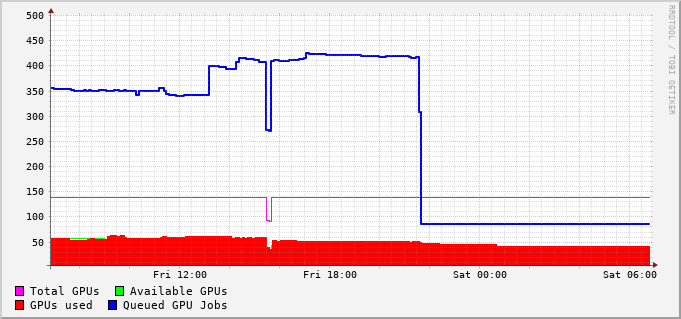 500
450
400
350
300
250
200
150
100
50
Fri 12:00 Fri 18:00 Sat 00:00 Sat 06:00
Total GPUs Available GPUs
GPUs used Queued GPU Jobs
RRDTOOL / TOBI OETIKER